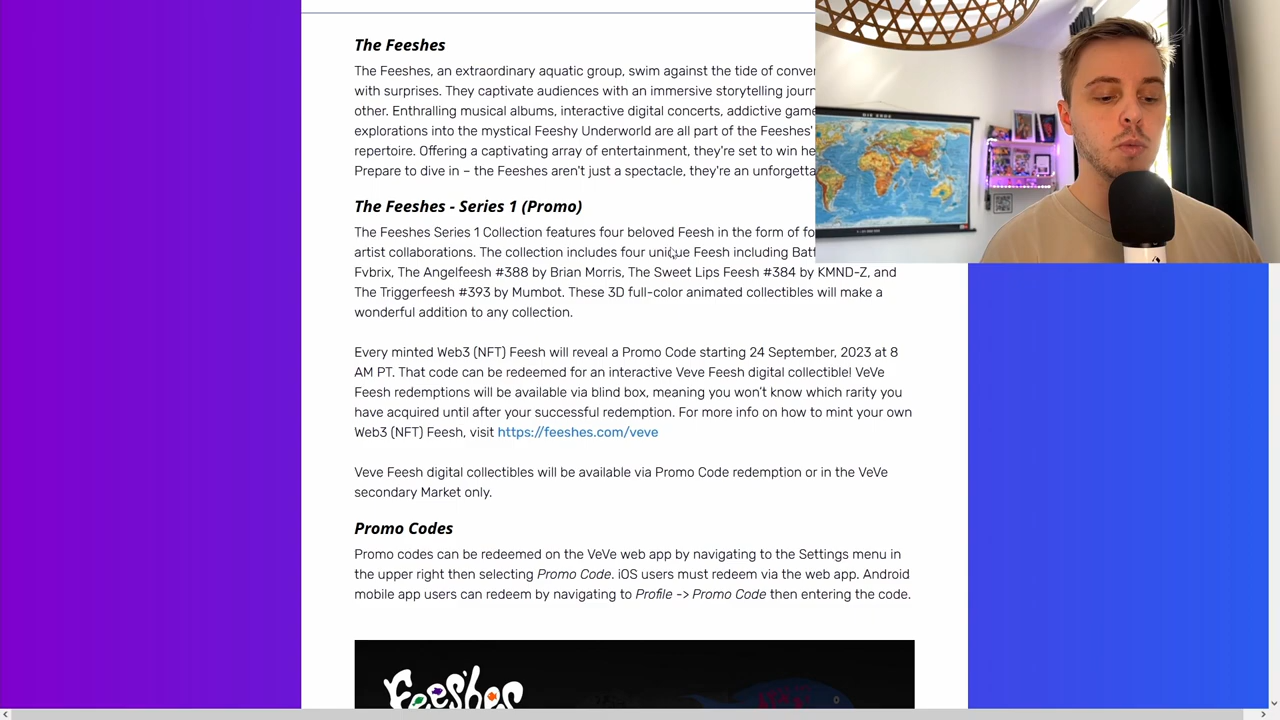 The Feeshes
The Feeshes, an extraordinary aquatic group, swim against the tide of
with surprises. They captivate audiences with an immersive storytelling
other. Enthralling musical albums, interactive digital concerts, addictive
explorations into the mystical Feeshy Underworld are all part of the Feeshes'
repertoire. Offering a captivating array of entertainment, they're set to win
Prepare to dive in – the Feeshes aren't just a spectacle, they're an
The Feeshes - Series 1 (Promo)
The Feeshes Series 1 Collection features four beloved Feesh in the form of
artist collaborations. The collection includes four unique Feesh including
Fvbrix, The Angelfeesh #388 by Brian Morris, The Sweet Lips Feesh #384 by KMND-Z, and
The Triggerfeesh #393 by Mumbot. These 3D full-color animated collectibles will make a
wonderful addition to any collection.
Every minted Web3 (NFT) Feesh will reveal a Promo Code starting 24 September, 2023 at 8
AM PT. That code can be redeemed for an interactive Veve Feesh digital collectible! VeVe
Feesh redemptions will be available via blind box, meaning you won't know which rarity you
have acquired until after your successful redemption. For more info on how to mint your own
Web3 (NFT) Feesh, visit https://feeshes.com/veve
Veve Feesh digital collectibles will be available via Promo Code redemption or in the VeVe
secondary Market only.
Promo Codes
Promo codes can be redeemed on the VeVe web app by navigating to the Settings menu in
the upper right then selecting Promo Code. iOS users must redeem via the web app. Android
mobile app users can redeem by navigating to Profile -> Promo Code then entering the code.
Feeshes